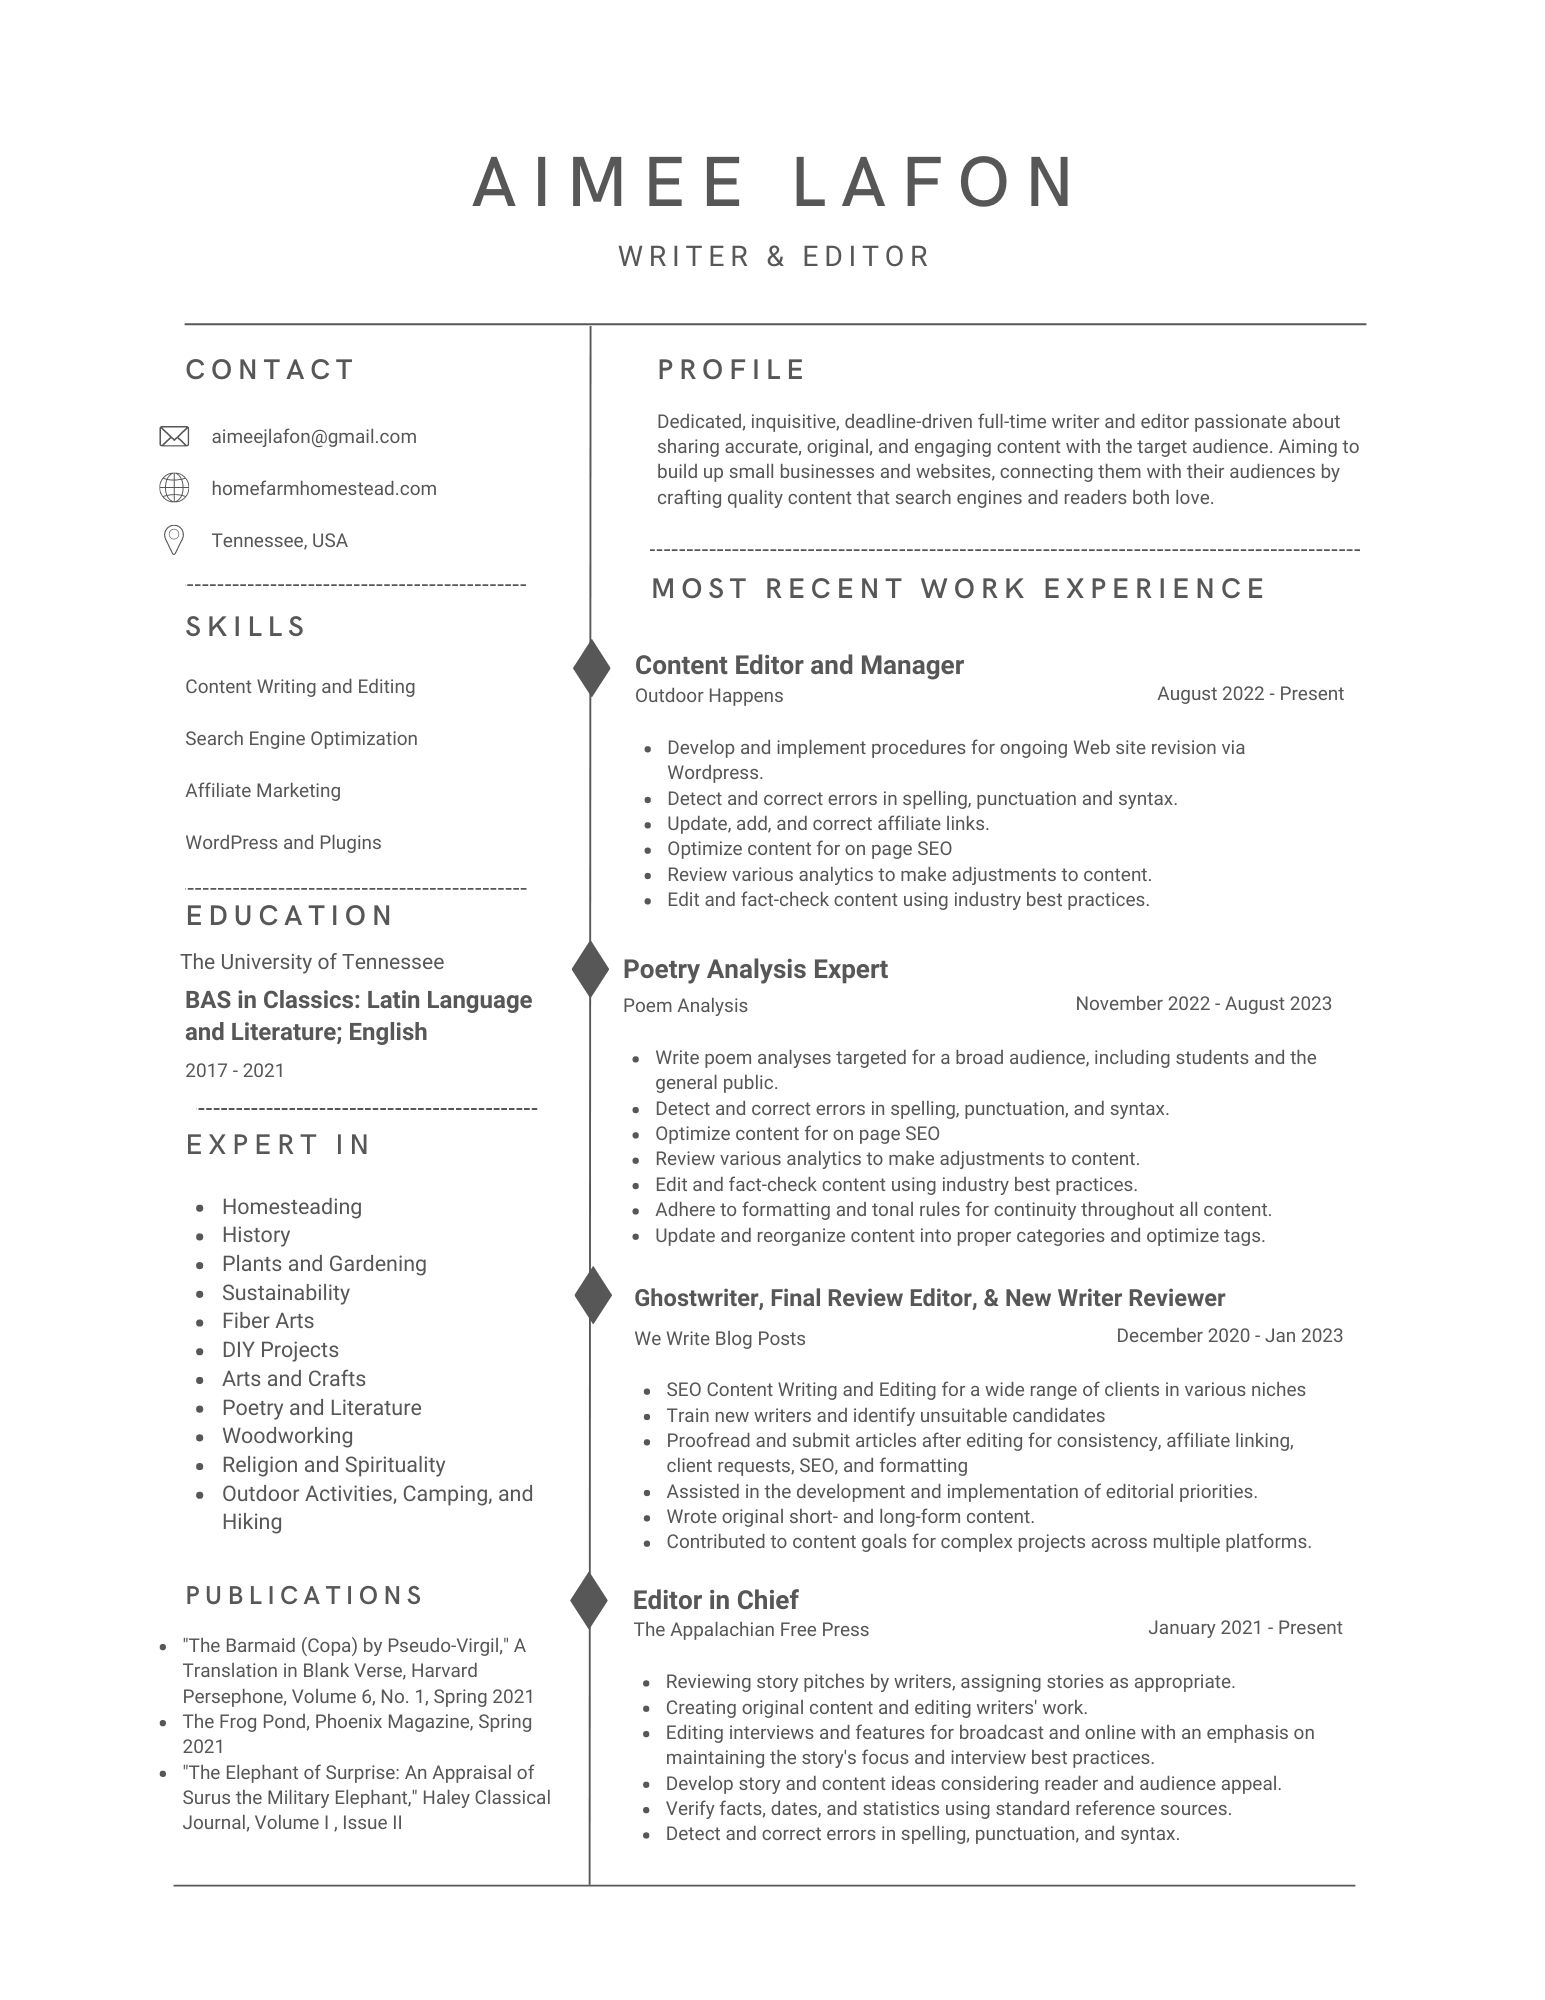 AIMEE LAFON
WRITER & EDITOR
CONTACT
aimeejlafon@gmail.com
homefarmhomestead.com
Tennessee, USA
SKILLS
Content Writing and Editing
Search Engine Optimization
Affiliate Marketing
WordPress and Plugins
EDUCATION
The University of Tennessee
BAS in Classics: Latin Language
and Literature; English
2017 - 2021
EXPERT IN
Homesteading
History
Plants and Gardening
Sustainability
Fiber Arts
DIY Projects
Arts and Crafts
Poetry and Literature
Woodworking
Religion and Spirituality
Outdoor Activities, Camping, and
Hiking
PUBLICATIONS
"The Barmaid (Copa) by Pseudo-Virgil," A
Translation in Blank Verse, Harvard
Persephone, Volume 6, No. 1, Spring 2021
The Frog Pond, Phoenix Magazine, Spring
2021
"The Elephant of Surprise: An Appraisal of
Surus the Military Elephant," Haley Classical
Journal, Volume I , Issue II
PROFILE
Dedicated, inquisitive, deadline-driven full-time writer and editor passionate about
sharing accurate, original, and engaging content with the target audience. Aiming to
build up small businesses and websites, connecting them with their audiences by
crafting quality content that search engines and readers both love.
MOST RECENT WORK EXPERIENCE
Content Editor and Manager
Outdoor Happens August 2022 - Present
Develop and implement procedures for ongoing Web site revision via
Wordpress.
Detect and correct errors in spelling, punctuation and syntax.
Update, add, and correct affiliate links.
Optimize content for on page SEO
Review various analytics to make adjustments to content.
Edit and fact-check content using industry best practices.
Poetry Analysis Expert
Poem Analysis November 2022 - August 2023
Write poem analyses targeted for a broad audience, including students and the
general public.
Detect and correct errors in spelling, punctuation, and syntax.
Optimize content for on page SEO
Review various analytics to make adjustments to content.
Edit and fact-check content using industry best practices.
Adhere to formatting and tonal rules for continuity throughout all content.
Update and reorganize content into proper categories and optimize tags.
Ghostwriter, Final Review Editor, & New Writer Reviewer
We Write Blog Posts December 2020 - Jan 2023
SEO Content Writing and Editing for a wide range of clients in various niches
Train new writers and identify unsuitable candidates
Proofread and submit articles after editing for consistency, affiliate linking,
client requests, SEO, and formatting
Assisted in the development and implementation of editorial priorities.
Wrote original short- and long-form content.
Contributed to content goals for complex projects across multiple platforms.
Editor in Chief
The Appalachian Free Press January 2021 - Present
Reviewing story pitches by writers, assigning stories as appropriate.
Creating original content and editing writers' work.
Editing interviews and features for broadcast and online with an emphasis on
maintaining the story's focus and interview best practices.
Develop story and content ideas considering reader and audience appeal.
Verify facts, dates, and statistics using standard reference sources.
Detect and correct errors in spelling, punctuation, and syntax.